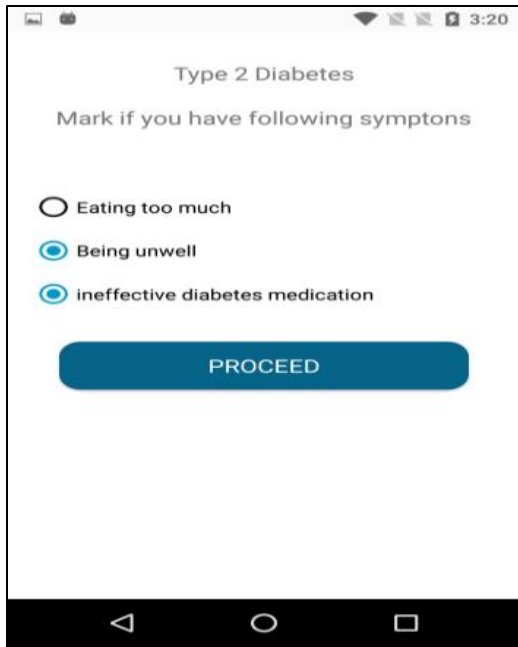 3:20
Type 2 Diabetes
Mark if you have following symptons
Eating too much
Being unwell
ineffective diabetes medication
PROCEED